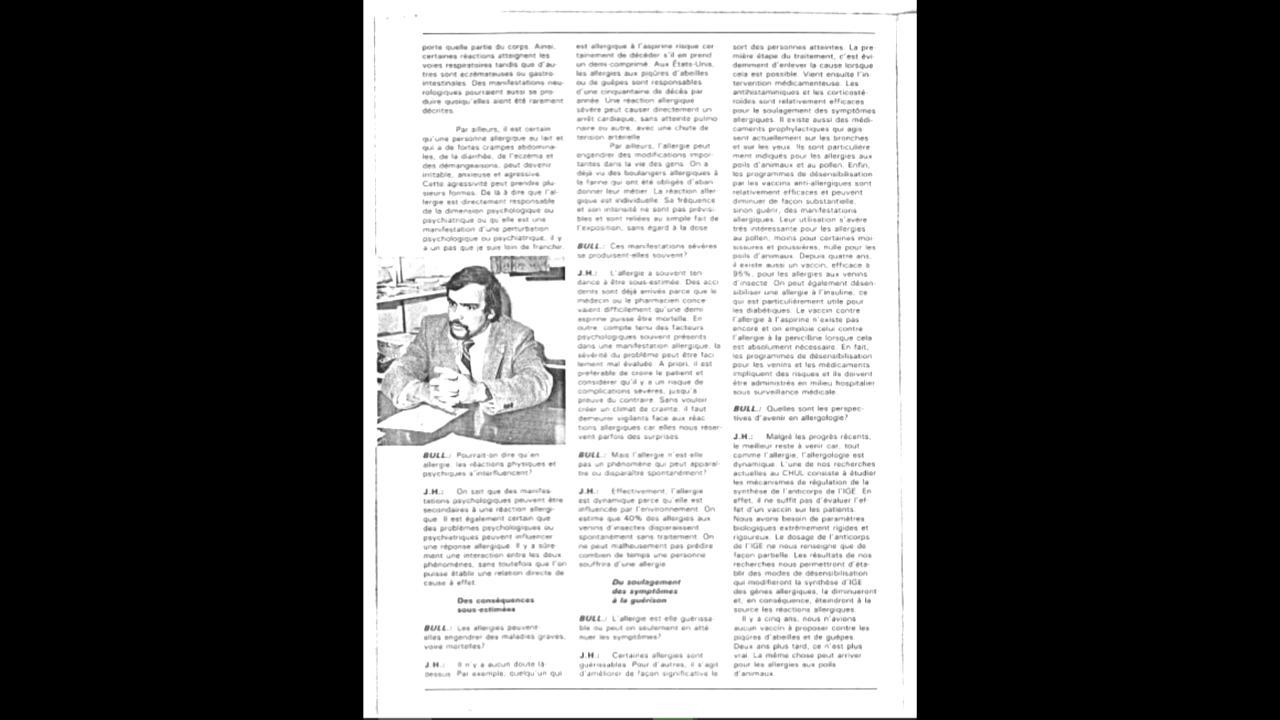 porte quelle partie du corps. Ainsi,
certaines réactions atteignent les
voies respiratoires tandis que d'au-
tres sont eczémateuses ou gastro-
intestinales. Des manifestations neu-
rologiques pourraient aussi se pro-
duire quoiqu'elles aient été rarement
décrites.
Par ailleurs, il est certain
qu'une personne allergique au lait et
qui a de fortes crampes abdomina-
les, de la diarrhée, de l'eczéma et
des démangeaisons, peut devenir
irritable, anxieuse et agressive.
Cette agressivité peut prendre plu-
sieurs formes. De là à dire que l'al-
lergie est directement responsable
de la dimension psychologique ou
psychiatrique ou qu'elle est une
manifestation d'une perturbation
psychologique ou psychiatrique, il y
a un pas que je suis loin de franchir.
BULL.: Pourrait-on dire qu'en
allergie, les réactions physiques et
psychiques s'interfluencent?
J.H.: On sait que des manifes-
tations psychologiques peuvent être
secondaires à une réaction allergi-
que. Il est également certain que
des problèmes psychologiques ou
psychiatriques peuvent influencer
une réponse allergique. Il y a sûre-
ment une interaction entre les deux
phénomènes, sans toutefois que l'on
puisse établir une relation directe de
cause à effet.
Des conséquences
sous-estimées
BULL.: Les allergies peuvent-
elles engendrer des maladies graves,
voire mortelles?
J.H.: Il n'y a aucun doute là-
dessus. Par exemple, quelqu'un qui
est allergique à l'aspirine risque cer-
tainement de décéder s'il en prend
un demi-comprimé. Aux États-Unis,
les allergies aux piqûres d'abeilles
ou de guêpes sont responsables
d'une cinquantaine de décès par
année. Une réaction allergique
sévère peut causer directement un
arrêt cardiaque, sans atteinte pulmo
naire ou autre, avec une chute de
tension artérielle
Par ailleurs, l'allergie peut
engendrer des modifications impor-
tantes dans la vie des gens. On a
déjà vu des boulangers allergiques à
la farine qui ont été obligés d'aban-
donner leur métier. La réaction aller
gique est individuelle. Sa fréquence
et son intensité ne sont pas prévisi-
bles et sont reliées au simple fait de
l'exposition, sans égard à la dose
BULL.: Ces manifestations sévères
se produisent-elles souvent?
J.H.: L'allergie a souvent ten-
dance à être sous-estimée. Des acci
dents sont déjà arrivés parce que le
médecin ou le pharmacien conce
vaient difficilement qu'une demi
aspirine puisse être mortelle. En
outre, compte tenu des facteurs
psychologiques souvent présents
dans une manifestation allergique, la
sévérité du problème peut être faci
lement mal évaluée. A priori, il est
préférable de croire le patient et
considérer qu'il y a un risque de
complications sévères, jusqu'à
preuve du contraire. Sans vouloir
créer un climat de crainte, il faut
demeurer vigilants face aux réac
tions allergiques car elles nous réser-
vent parfois des surprises.
BULL.: Mais l'allergie n'est-elle
pas un phénomène qui peut apparaî-
tre ou disparaître spontanément?
J.H.: Effectivement, l'allergie
est dynamique parce qu'elle est
influencée par l'environnement. On
estime que 40% des allergies aux
venins d'insectes disparaissent
spontanément sans traitement. On
ne peut malheureusement pas prédire
combien de temps une personne
souffrira d'une allergie
Du soulagement
des symptômes
à la guérison
BULL.: L'allergie est-elle guérissa-
ble ou peut on seulement en atté
nuer les symptômes?
J.H.: Certaines allergies sont
guérissables. Pour d'autres, il s'agit
d'améliorer de façon significative le
sort des personnes atteintes. La pre
mière étape du traitement, c'est évi-
demment d'enlever la cause lorsque
cela est possible. Vient ensuite l'in-
tervention médicamenteuse. Les
antihistaminiques et les corticosté-
roïdes sont relativement efficaces
pour le soulagement des symptômes
allergiques. Il existe aussi des médi-
caments prophylactiques qui agis
sent actuellement sur les bronches
et sur les yeux. Ils sont particulière
ment indiqués pour les allergies aux
poils d'animaux et au pollen. Enfin,
les programmes de désensibilisation
par les vaccins anti-allergiques sont
relativement efficaces et peuvent
diminuer de façon substantielle,
sinon guérir, des manifestations
allergiques. Leur utilisation s'avère
très intéressante pour les allergies
au pollen, moins pour certaines moi-
sissures et poussières, nulle pour les
poils d'animaux. Depuis quatre ans,
il existe aussi un vaccin, efficace à
95%, pour les allergies aux venins
d'insecte. On peut également désen-
sibiliser une allergie à l'insuline, ce
qui est particulièrement utile pour
les diabétiques. Le vaccin contre
l'allergie à l'aspirine n'existe pas
encore et on emploie celui contre
l'allergie à la penicilline lorsque cela
est absolument nécessaire. En fait,
les programmes de désensibilisation
pour les venins et les médicaments
impliquent des risques et ils doivent
être administrés en milieu hospitalier
sous surveillance médicale.
BULL.: Quelles sont les perspec-
tives d'avenir en allergologie?
J.H.: Malgré les progrès récents,
le meilleur reste à venir car, tout
comme l'allergie, l'allergologie est
dynamique. L'une de nos recherches
actuelles au CHUL consiste à étudier
les mécanismes de régulation de la
synthèse de l'anticorps de l'IGE. En
effet, il ne suffit pas d'évaluer l'ef-
fet d'un vaccin sur les patients.
Nous avons besoin de paramètres
biologiques extrêmement rigides et
rigoureux. Le dosage de l'anticorps
de l'IGE ne nous renseigne que de
façon partielle. Les résultats de nos
recherches nous permettront d'éta-
blir des modes de désensibilisation
qui modifieront la synthèse d'IGE
des gènes allergiques, la diminueront
et, en conséquence, éteindront à la
source les réactions allergiques.
Il y a cinq ans, nous n'avions
aucun vaccin à proposer contre les
piqûres d'abeilles et de guêpes.
Deux ans plus tard, ce n'est plus
vrai. La même chose peut arriver
pour les allergies aux poils
d'animaux